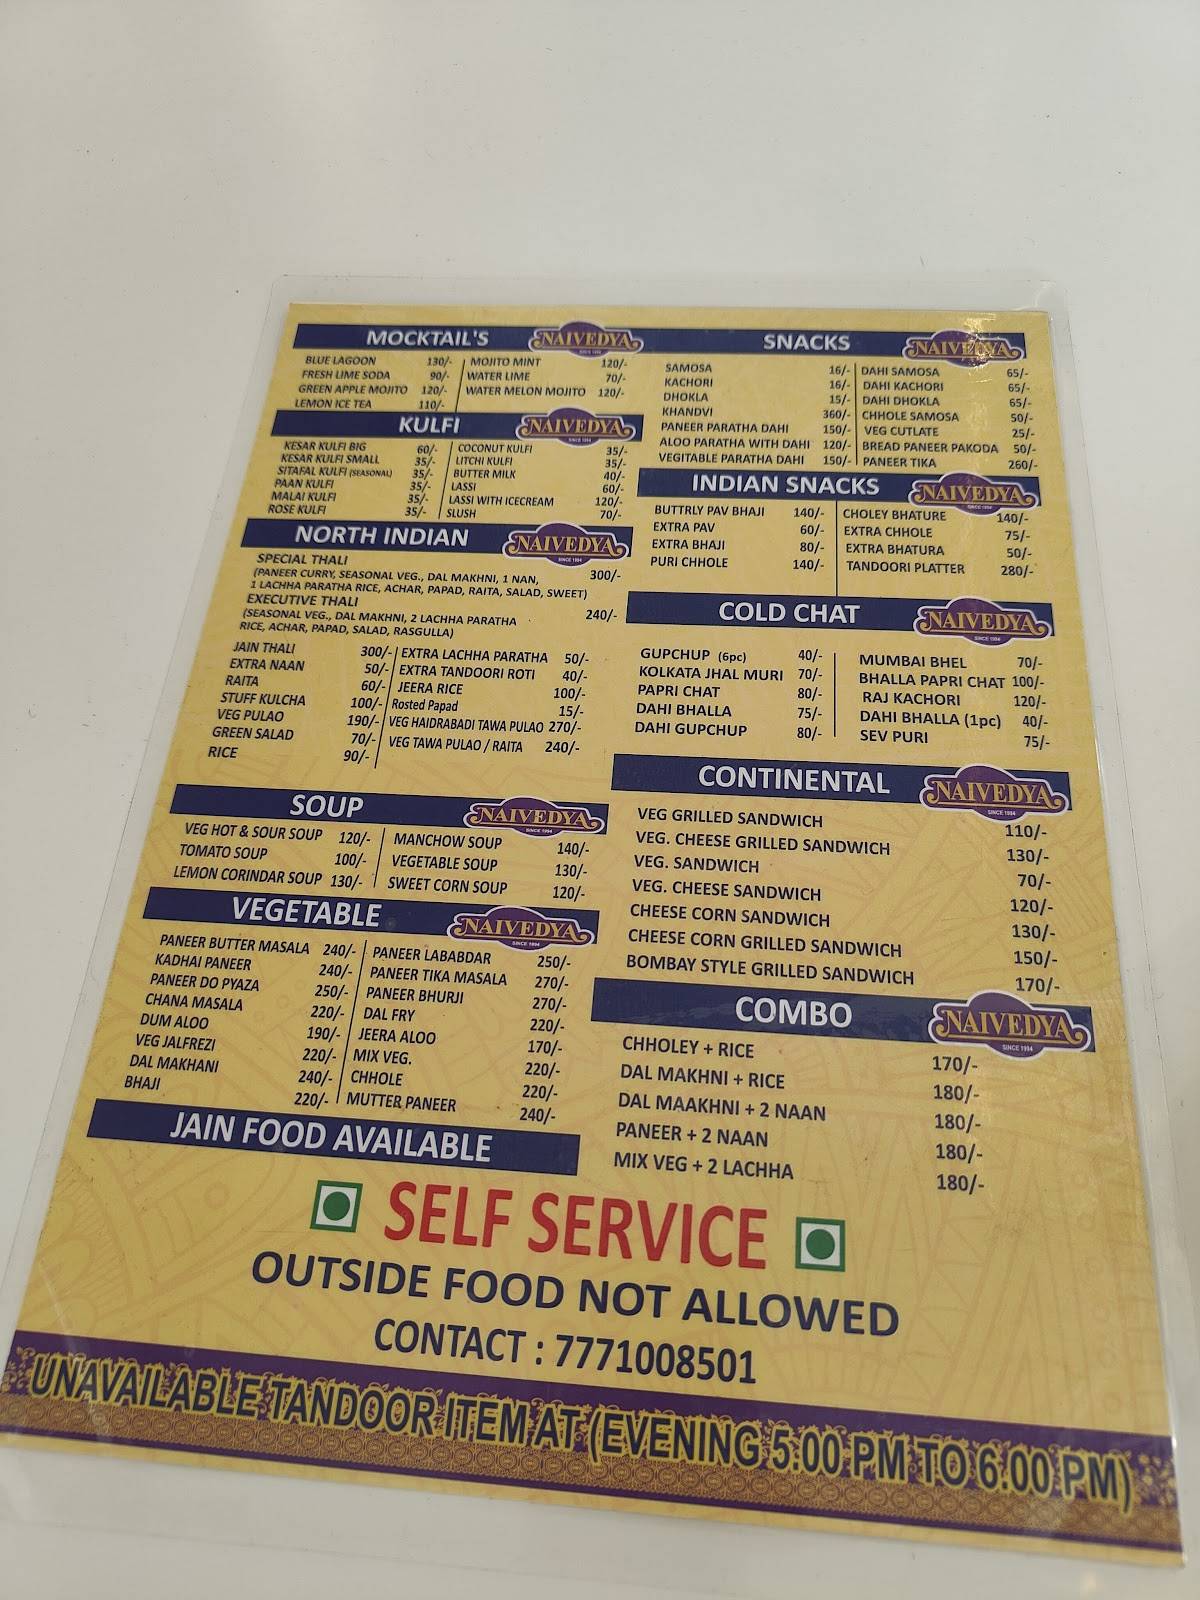 MOCKTAIL'S NAIVEDYA
BLUE LAGOON 130/-
FRESH LIME SODA 90/-
GREEN APPLE MOJITO 120/-
LEMON ICE TEA 110/-
MOJITO MINT 120/-
WATER LIME 70/-
WATER MELON MOJITO 120/-
KULFI NAIVEDYA
SINCE 1994
KESAR KULFI BIG 60/-
KESAR KULFI SMALL 35/-
SITAFAL KULFI (SEASONAL) 35/-
PAAN KULFI 35/-
MALAI KULFI 35/-
ROSE KULFI 35/-
COCONUT KULFI 35/-
LITCHI KULFI 35/-
BUTTER MILK 40/-
LASSI 60/-
LASSI WITH ICECREAM 120/-
SLUSH 70/-
NORTH INDIAN NAIVEDYA
SINCE 1994
SPECIAL THALI
(PANEER CURRY, SEASONAL VEG., DAL MAKHNI, 1 NAN, 300/-
1 LACHHA PARATHA RICE, ACHAR, PAPAD, RAITA, SALAD, SWEET)
EXECUTIVE THALI
(SEASONAL VEG., DAL MAKHNI, 2 LACHHA PARATHA 240/-
RICE, ACHAR, PAPAD, SALAD, RASGULLA)
JAIN THALI 300/-
EXTRA NAAN 50/-
RAITA 60/-
STUFF KULCHA 100/-
VEG PULAO 190/-
GREEN SALAD 70/-
RICE 90/-
EXTRA LACHHA PARATHA 50/-
EXTRA TANDOORI ROTI 40/-
JEERA RICE 100/-
Rosted Papad 15/-
VEG HAIDRABADI TAWA PULAO 270/-
VEG TAWA PULAO / RAITA 240/-
SOUP NAIVEDYA
SINCE 1994
VEG HOT & SOUR SOUP 120/-
TOMATO SOUP 100/-
LEMON CORINDAR SOUP 130/-
MANCHOW SOUP 140/-
VEGETABLE SOUP 130/-
SWEET CORN SOUP 120/-
VEGETABLE NAIVEDYA
SINCE 1994
PANEER BUTTER MASALA 240/-
KADHAI PANEER 240/-
PANEER DO PYAZA 250/-
CHANA MASALA 220/-
DUM ALOO 190/-
VEG JALFREZI 220/-
DAL MAKHANI 240/-
BHAJI 220/-
PANEER LABABDAR 250/-
PANEER TIKA MASALA 270/-
PANEER BHURJI 270/-
DAL FRY 220/-
JEERA ALOO 170/-
MIX VEG. 220/-
CHHOLE 220/-
MUTTER PANEER 240/-
JAIN FOOD AVAILABLE
SNACKS NAIVEDYA
SAMOSA 16/-
KACHORI 16/-
DHOKLA 15/-
KHANDVI 360/-
PANEER PARATHA DAHI 150/-
ALOO PARATHA WITH DAHI 120/-
VEGITABLE PARATHA DAHI 150/-
DAHI SAMOSA 65/-
DAHI KACHORI 65/-
DAHI DHOKLA 65/-
CHHOLE SAMOSA 50/-
VEG CUTLATE 25/-
BREAD PANEER PAKODA 50/-
PANEER TIKA 260/-
INDIAN SNACKS NAIVEDYA
SINCE 1994
BUTTRLY PAV BHAJI 140/-
EXTRA PAV 60/-
EXTRA BHAJI 80/-
PURI CHHOLE 140/-
CHOLEY BHATURE 140/-
EXTRA CHHOLE 75/-
EXTRA BHATURA 50/-
TANDOORI PLATTER 280/-
COLD CHAT NAIVEDYA
SINCE 1994
GUPCHUP (6pc) 40/-
KOLKATA JHAL MURI 70/-
PAPRI CHAT 80/-
DAHI BHALLA 75/-
DAHI GUPCHUP 80/-
MUMBAI BHEL 70/-
BHALLA PAPRI CHAT 100/-
RAJ KACHORI 120/-
DAHI BHALLA (1pc) 40/-
SEV PURI 75/-
CONTINENTAL NAIVEDYA
SINCE 1994
VEG GRILLED SANDWICH 110/-
VEG. CHEESE GRILLED SANDWICH 130/-
VEG. SANDWICH 70/-
VEG. CHEESE SANDWICH 120/-
CHEESE CORN SANDWICH 130/-
CHEESE CORN GRILLED SANDWICH 150/-
BOMBAY STYLE GRILLED SANDWICH 170/-
COMBO NAIVEDYA
SINCE 1994
CHHOLEY + RICE 170/-
DAL MAKHNI + RICE 180/-
DAL MAAKHNI + 2 NAAN 180/-
PANEER + 2 NAAN 180/-
MIX VEG + 2 LACHHA 180/-
SELF SERVICE
OUTSIDE FOOD NOT ALLOWED
CONTACT : 7771008501
UNAVAILABLE TANDOOR ITEM AT (EVENING 5.00 PM TO 6.00 PM)